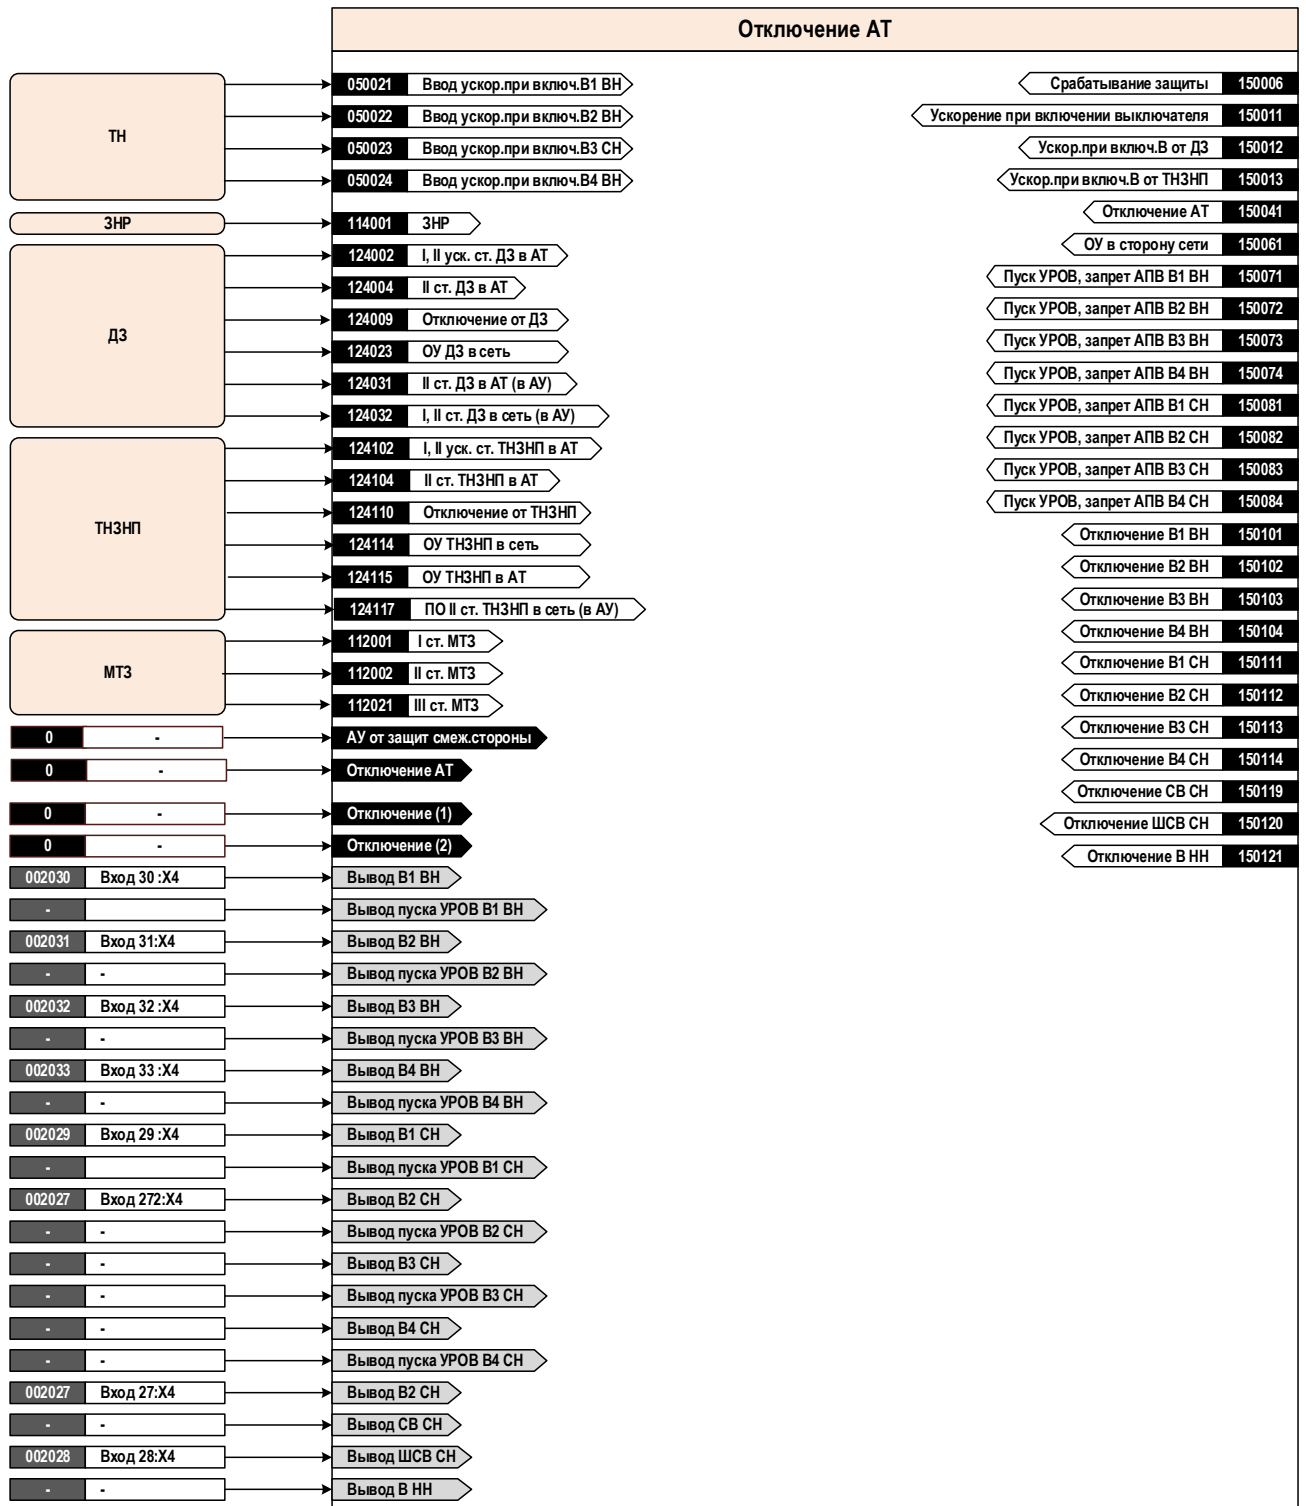 Отключение АТ
ТН
050021 Ввод ускор.при включ.В1 ВН
050022 Ввод ускор.при включ.В2 ВН
050023 Ввод ускор.при включ.В3 СН
050024 Ввод ускор.при включ.В4 ВН
ЗНР
114001 ЗНР
ДЗ
124002 I, II уск. ст. ДЗ в АТ
124004 II ст. ДЗ в АТ
124009 Отключение от ДЗ
124023 ОУ ДЗ в сеть
124031 II ст. ДЗ в АТ (в АУ)
124032 I, II ст. ДЗ в сеть (в АУ)
ТНЗНП
124102 I, II уск. ст. ТНЗНП в АТ
124104 II ст. ТНЗНП в АТ
124110 Отключение от ТНЗНП
124114 ОУ ТНЗНП в сеть
124115 ОУ ТНЗНП в АТ
124117 ПО II ст. ТНЗНП в сеть (в АУ)
МТЗ
112001 I ст. МТЗ
112002 II ст. МТЗ
112021 III ст. МТЗ
0 - АУ от защит смеж.стороны
0 - Отключение АТ
0 - Отключение (1)
0 - Отключение (2)
002030 Вход 30 :X4 Вывод В1 ВН
- Вывод пуска УРОВ В1 ВН
002031 Вход 31:X4 Вывод В2 ВН
- - Вывод пуска УРОВ В2 ВН
002032 Вход 32 :X4 Вывод В3 ВН
- - Вывод пуска УРОВ В3 ВН
002033 Вход 33 :X4 Вывод В4 ВН
- - Вывод пуска УРОВ В4 ВН
002029 Вход 29 :X4 Вывод В1 СН
- Вывод пуска УРОВ В1 СН
002027 Вход 272:X4 Вывод В2 СН
- - Вывод пуска УРОВ В2 СН
- - Вывод В3 СН
- - Вывод пуска УРОВ В3 СН
- - Вывод В4 СН
- - Вывод пуска УРОВ В4 СН
002027 Вход 27:X4 Вывод В2 СН
- - Вывод СВ СН
002028 Вход 28:X4 Вывод ШСВ СН
- - Вывод В НН
Срабатывание защиты 150006
Ускорение при включении выключателя 150011
Ускор.при включ.В от ДЗ 150012
Ускор.при включ.В от ТНЗНП 150013
Отключение АТ 150041
ОУ в сторону сети 150061
Пуск УРОВ, запрет АПВ В1 ВН 150071
Пуск УРОВ, запрет АПВ В2 ВН 150072
Пуск УРОВ, запрет АПВ В3 ВН 150073
Пуск УРОВ, запрет АПВ В4 ВН 150074
Пуск УРОВ, запрет АПВ В1 СН 150081
Пуск УРОВ, запрет АПВ В2 СН 150082
Пуск УРОВ, запрет АПВ В3 СН 150083
Пуск УРОВ, запрет АПВ В4 СН 150084
Отключение В1 ВН 150101
Отключение В2 ВН 150102
Отключение В3 ВН 150103
Отключение В4 ВН 150104
Отключение В1 СН 150111
Отключение В2 СН 150112
Отключение В3 СН 150113
Отключение В4 СН 150114
Отключение СВ СН 150119
Отключение ШСВ СН 150120
Отключение В НН 150121